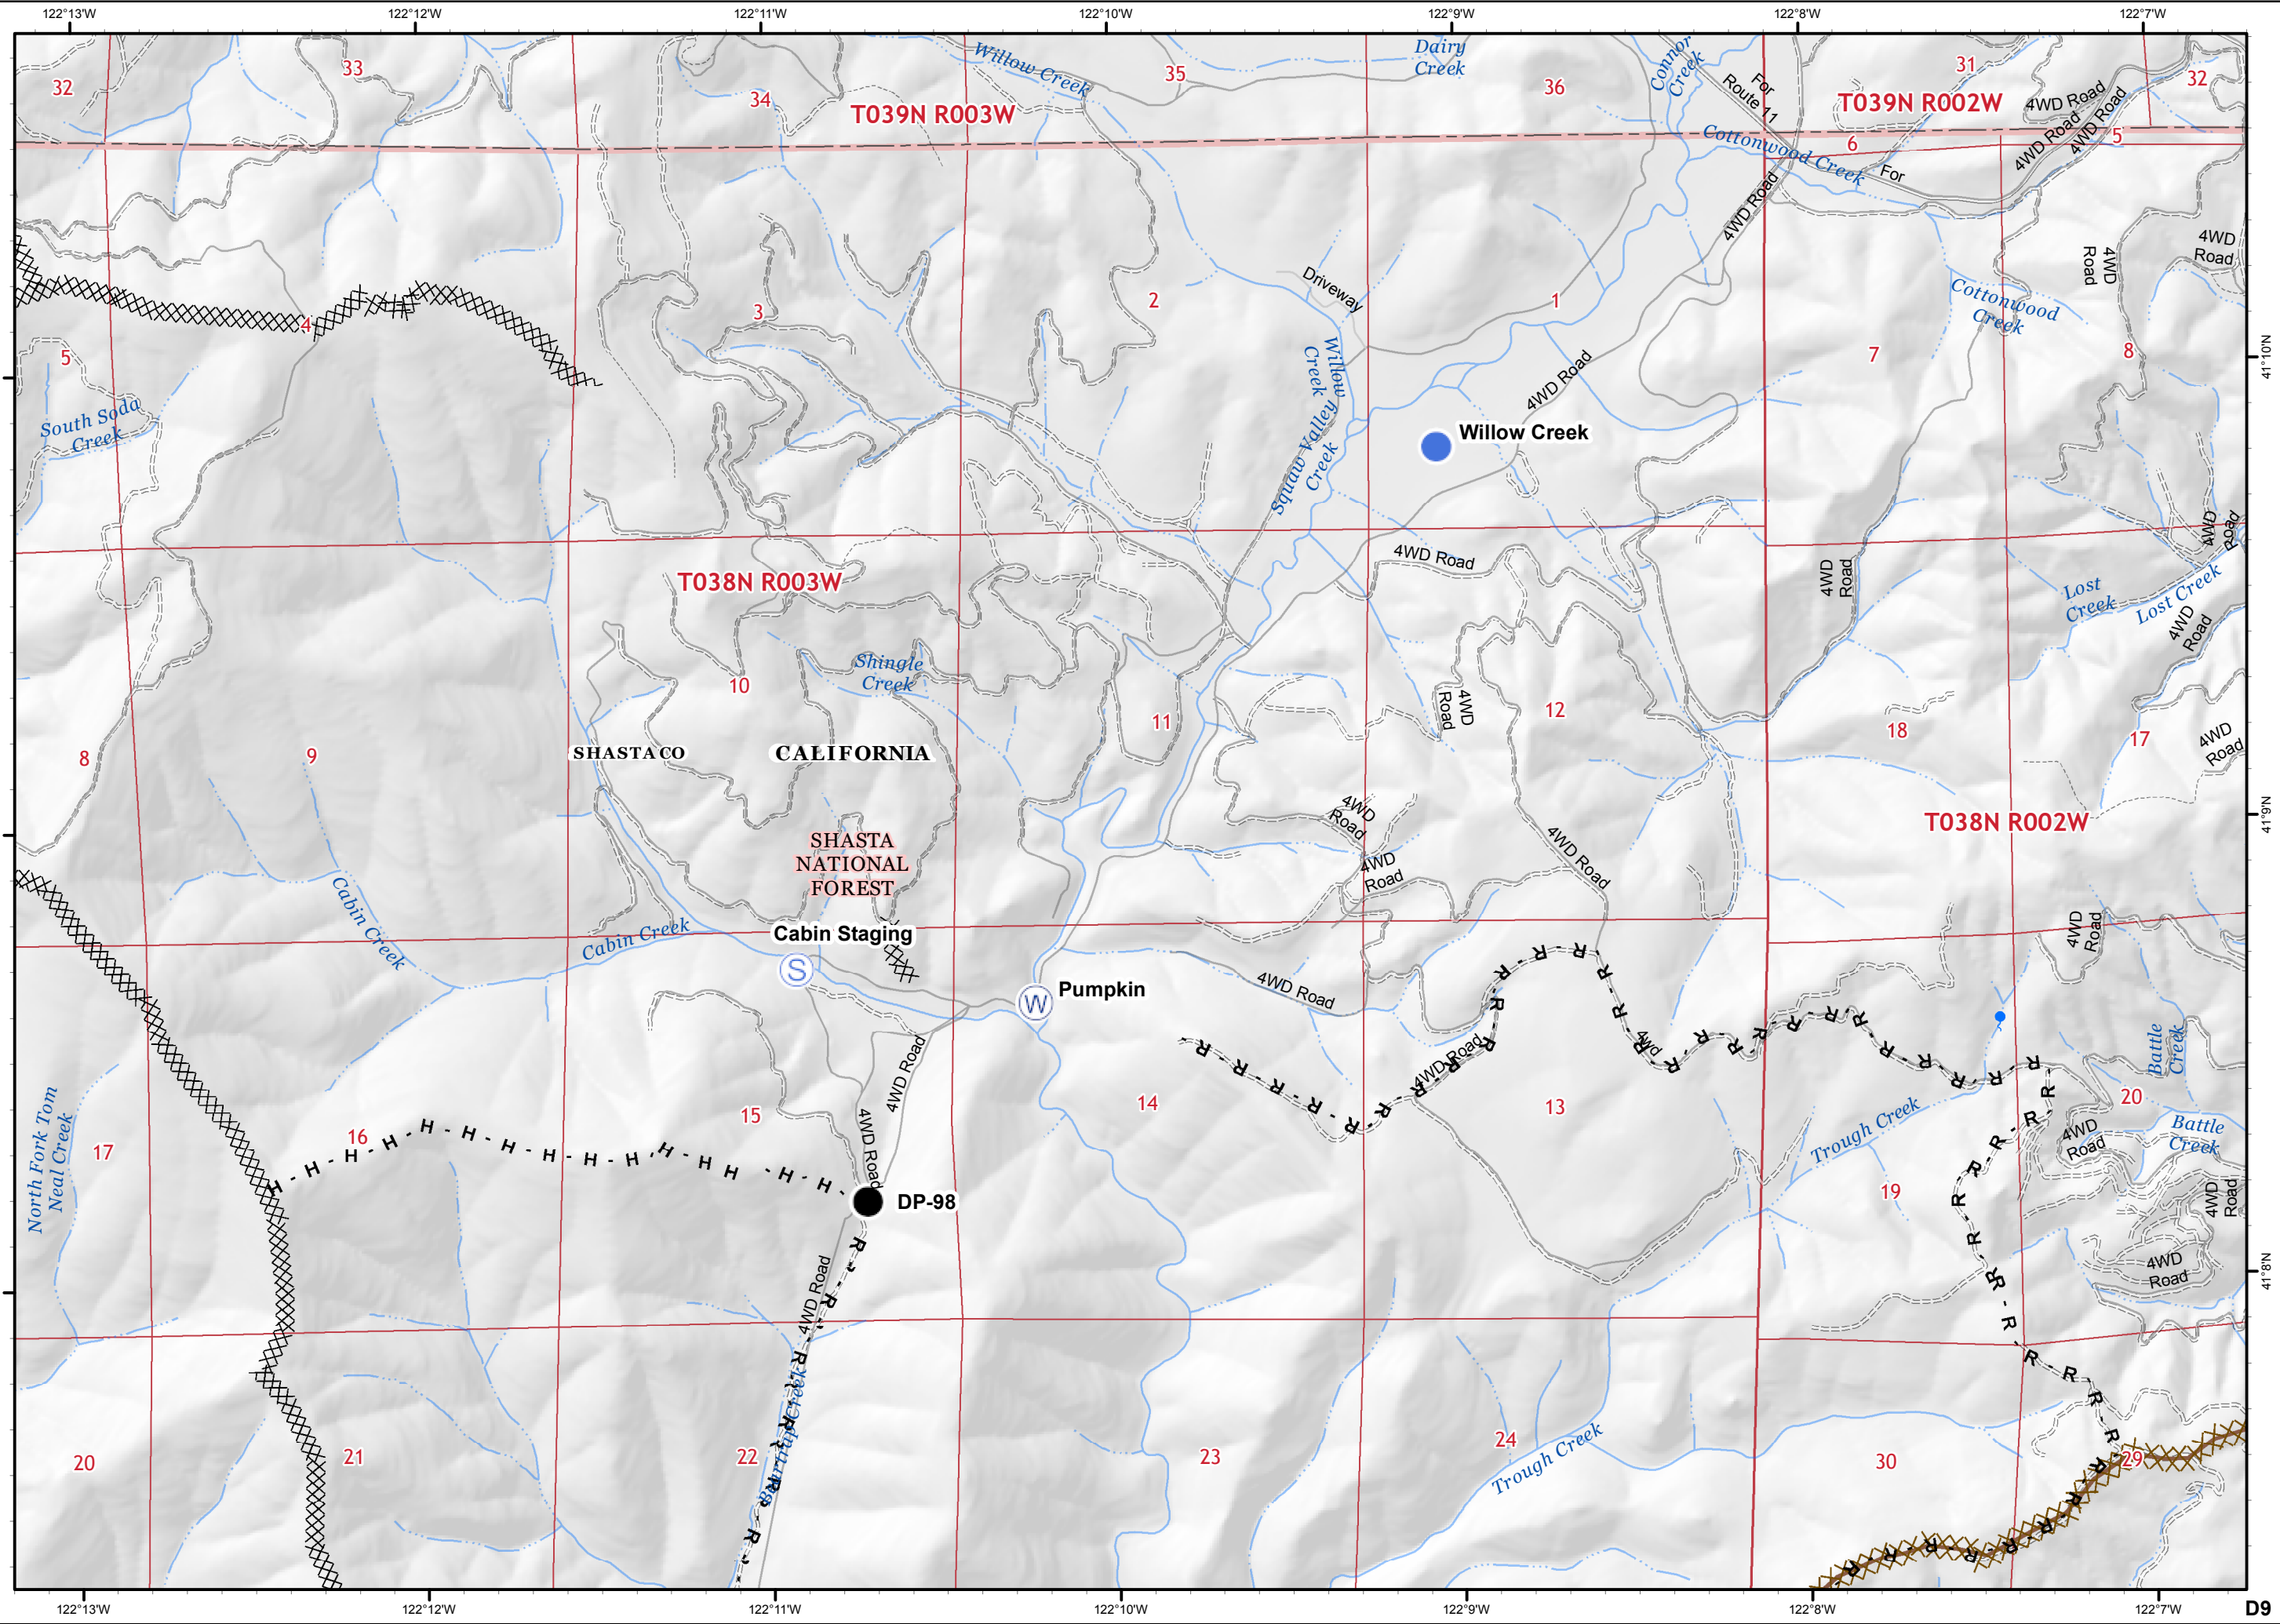 122°13'W 122°12'W 122°11'W 122°10'W 122°9'W 122°8'W 122°7'W
Willow Creek
Dairy
Creek
Connor
Creek
For
Route 11
32
33
34
35
36
31
32
T039N R003W
T039N R002W
4WD Road
4WD Road
4WD Road
Cottonwood Creek
For
6
5
4WD Road
4WD
Road
4WD
Road
Driveway
Cottonwood
Creek
5
4
3
2
1
7
8
41°10'N
South Soda
Creek
Willow
Creek
Squaw Valley
Creek
4WD Road
Willow Creek
4WD
Road
4WD Road
T038N R003W
4WD
Road
Lost
Creek
Lost Creek
4WD
Road
Shingle
Creek
10
11
12
4WD
Road
18
17
4WD
Road
8
9
SHASTA CO
CALIFORNIA
4WD
Road
4WD Road
T038N R002W
41°9'N
SHASTA
NATIONAL
FOREST
4WD
Road
Cabin Creek
Cabin Creek
Cabin Staging
S
4WD
Road
W
Pumpkin
4WD Road
R R R R R R R R R R R R R R R R R R R R R R R R R R R R R R R
4WD Road
4wd
4WD Road
4WD Road
Battle
Creek
North Fork Tom
Neal Creek
17
16
15
14
13
20
Trough Creek
4WD
Road
Battle
Creek
H H H H H H H H H H H H H H H
DP-98
19
4WD
Road
4WD Road
4WD
Road
41°8'N
R R R R R R
Bartrup Creek
20
21
22
23
24
Trough Creek
30
29
R R R R R R R R R R
122°13'W 122°12'W 122°11'W 122°10'W 122°9'W 122°8'W 122°7'W
D9